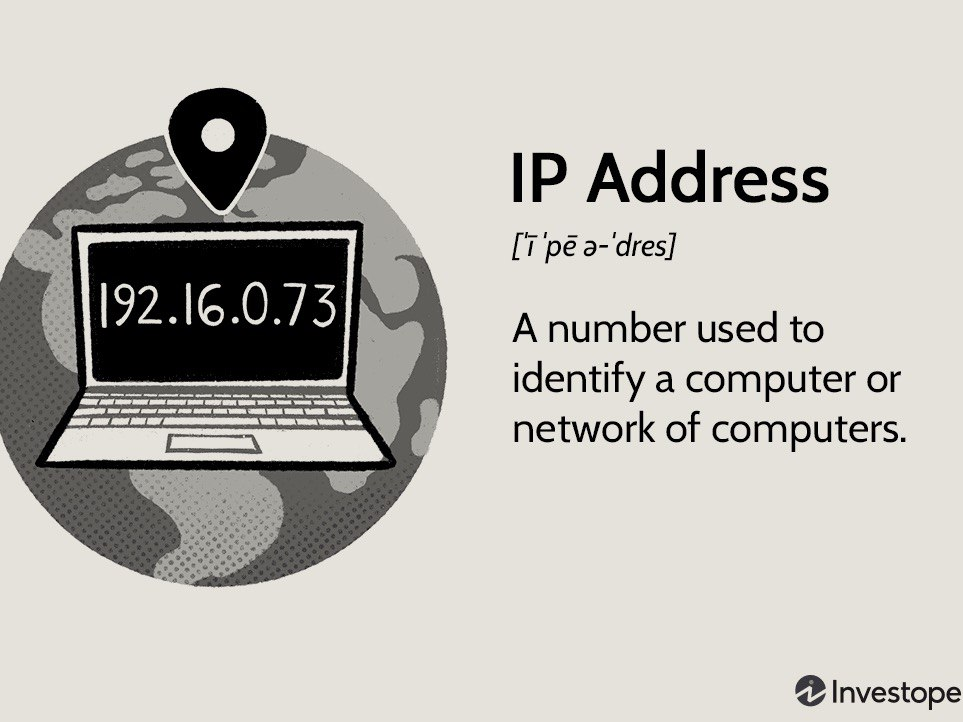 192.16.0.73
IP Address
[ˈī ˈpē ə-ˈdres]
A number used to
identify a computer or
network of computers.
Investope